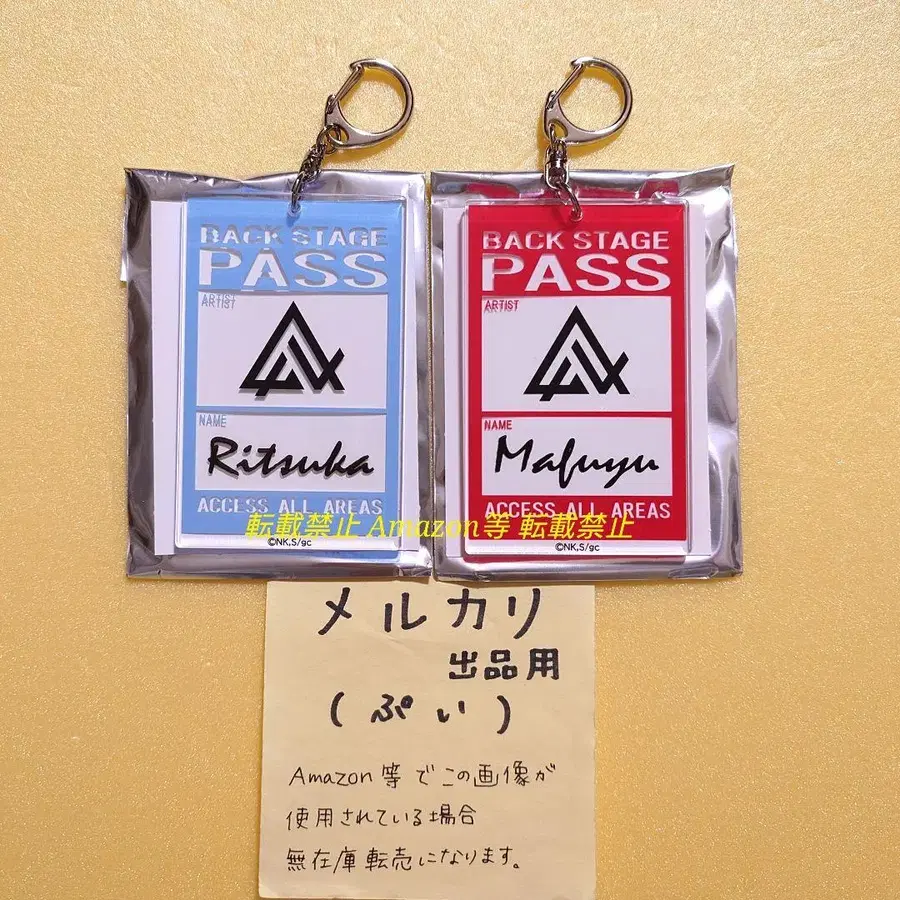 BACK STAGE
PASS
ARTIST
NAME
Ritsuka
ACCESS ALL AREAS
©NK,S/gc
BACK STAGE
PASS
ARTIST
NAME
Mafuyu
ACCESS ALL AREAS
©NK,S/gc
転載禁止 Amazon等 転載禁止
メルカリ
出品用
(ぷい)
Amazon等でこの画像が
使用されている場合
無在庫転売になります。